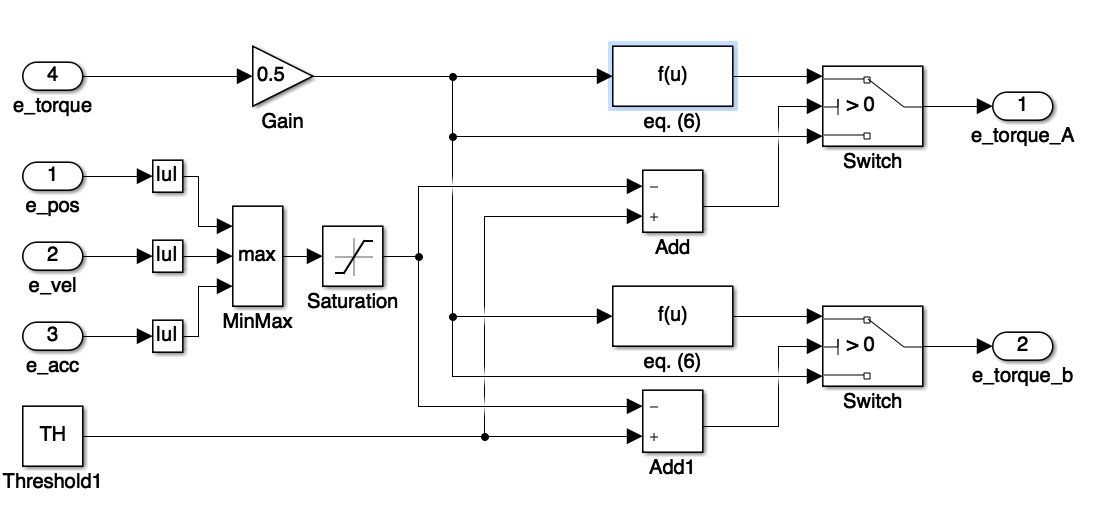 4
e_torque
0.5
Gain
f(u)
eq. (6)
> 0
Switch
1
e_torque_A
1
e_pos
|u|
2
e_vel
|u|
3
e_acc
|u|
max
MinMax
Saturation
−
+
Add
f(u)
eq. (6)
> 0
Switch
2
e_torque_b
TH
Threshold1
−
+
Add1